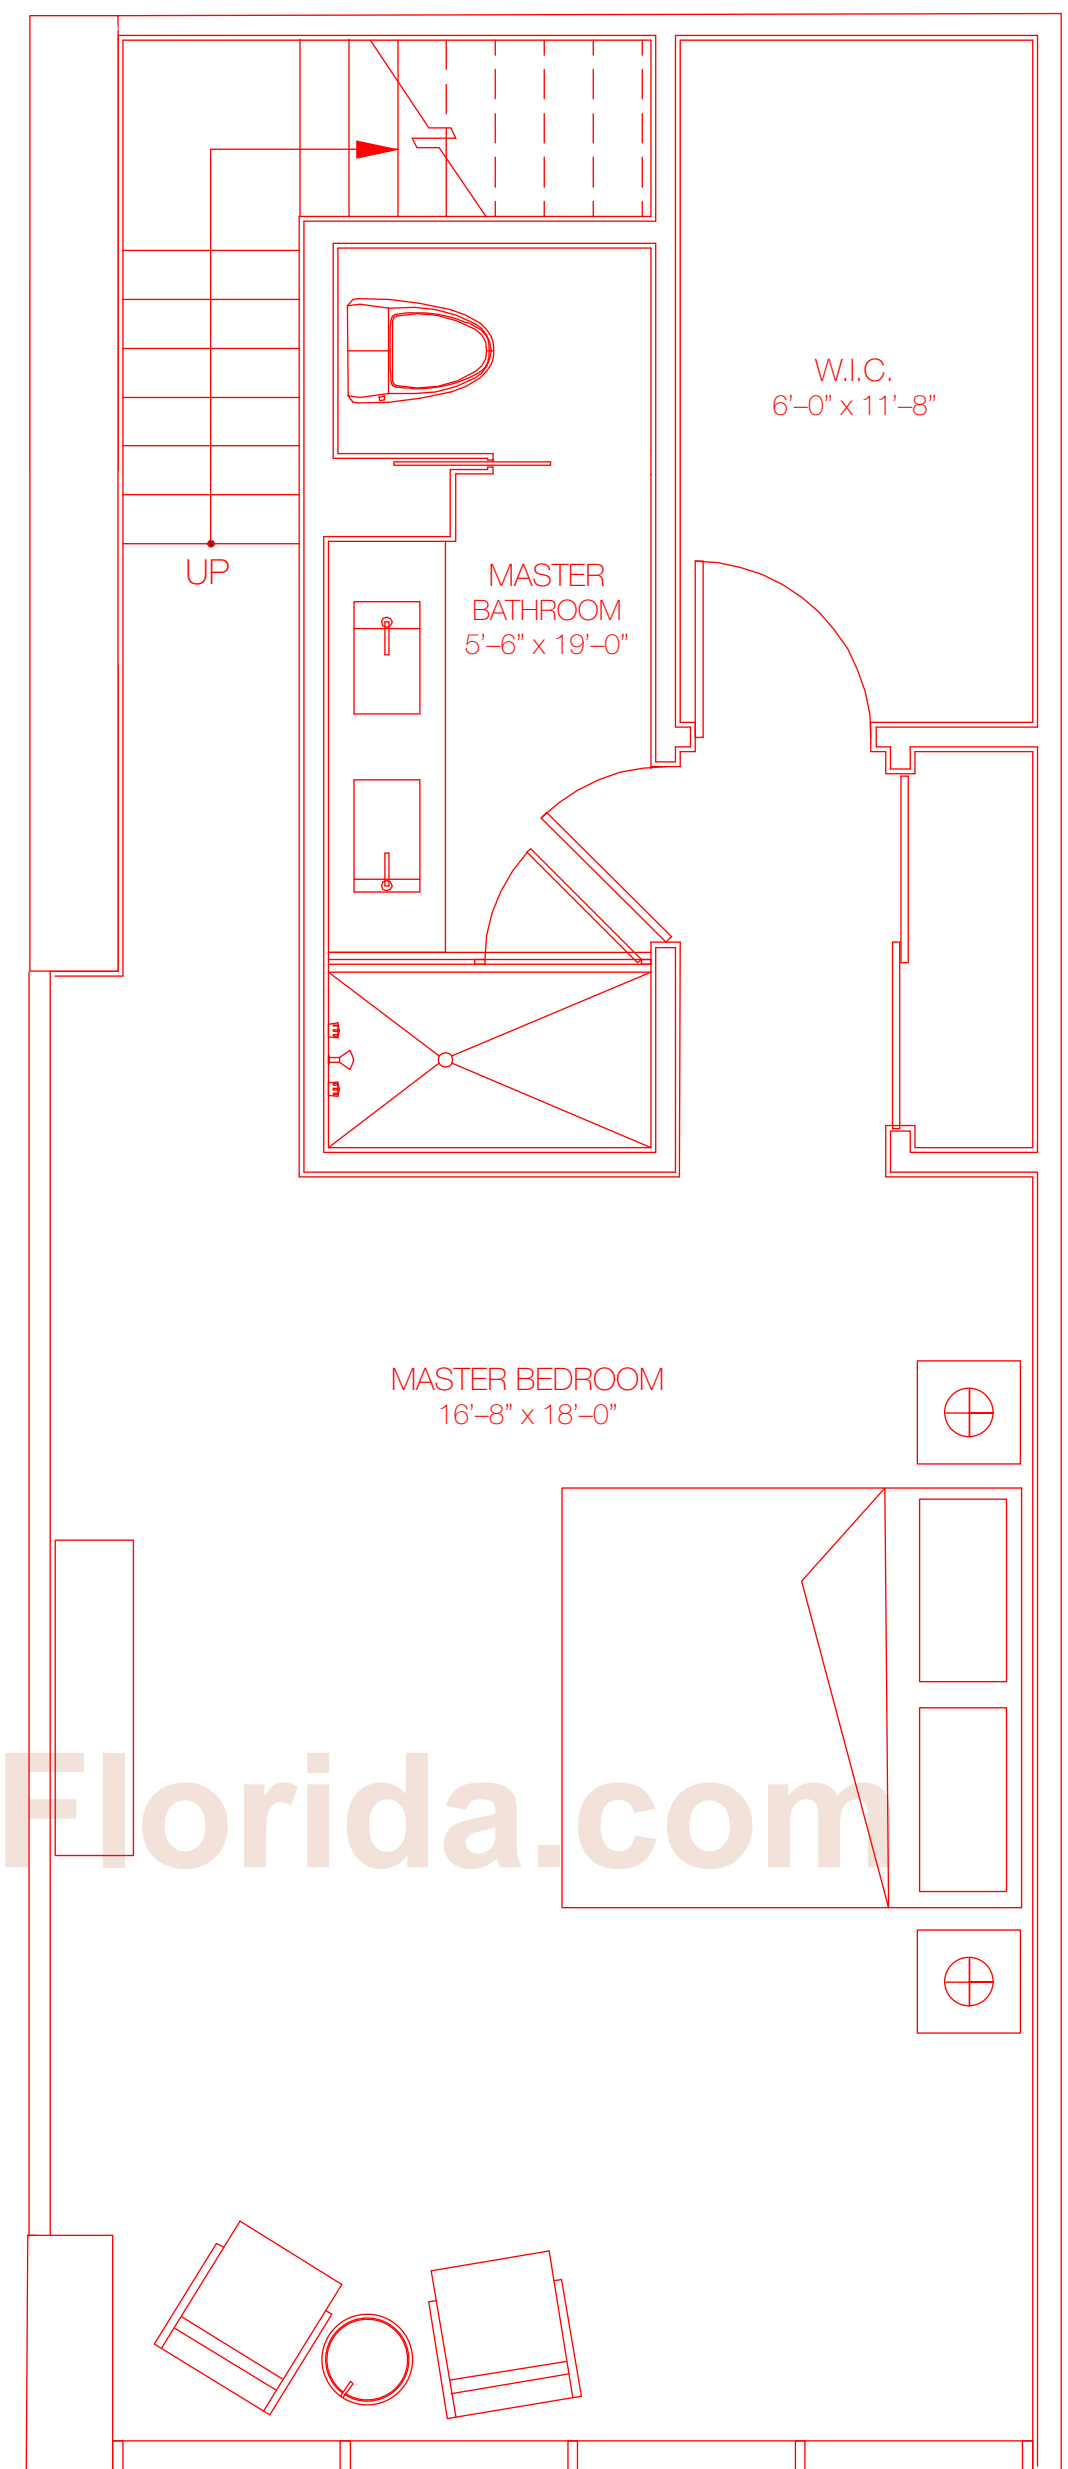 W.I.C.
6’–0” x 11’–8”
UP
MASTER
BATHROOM
5’–6” x 19’–0”
MASTER BEDROOM
16’–8” x 18’–0”
Florida.com